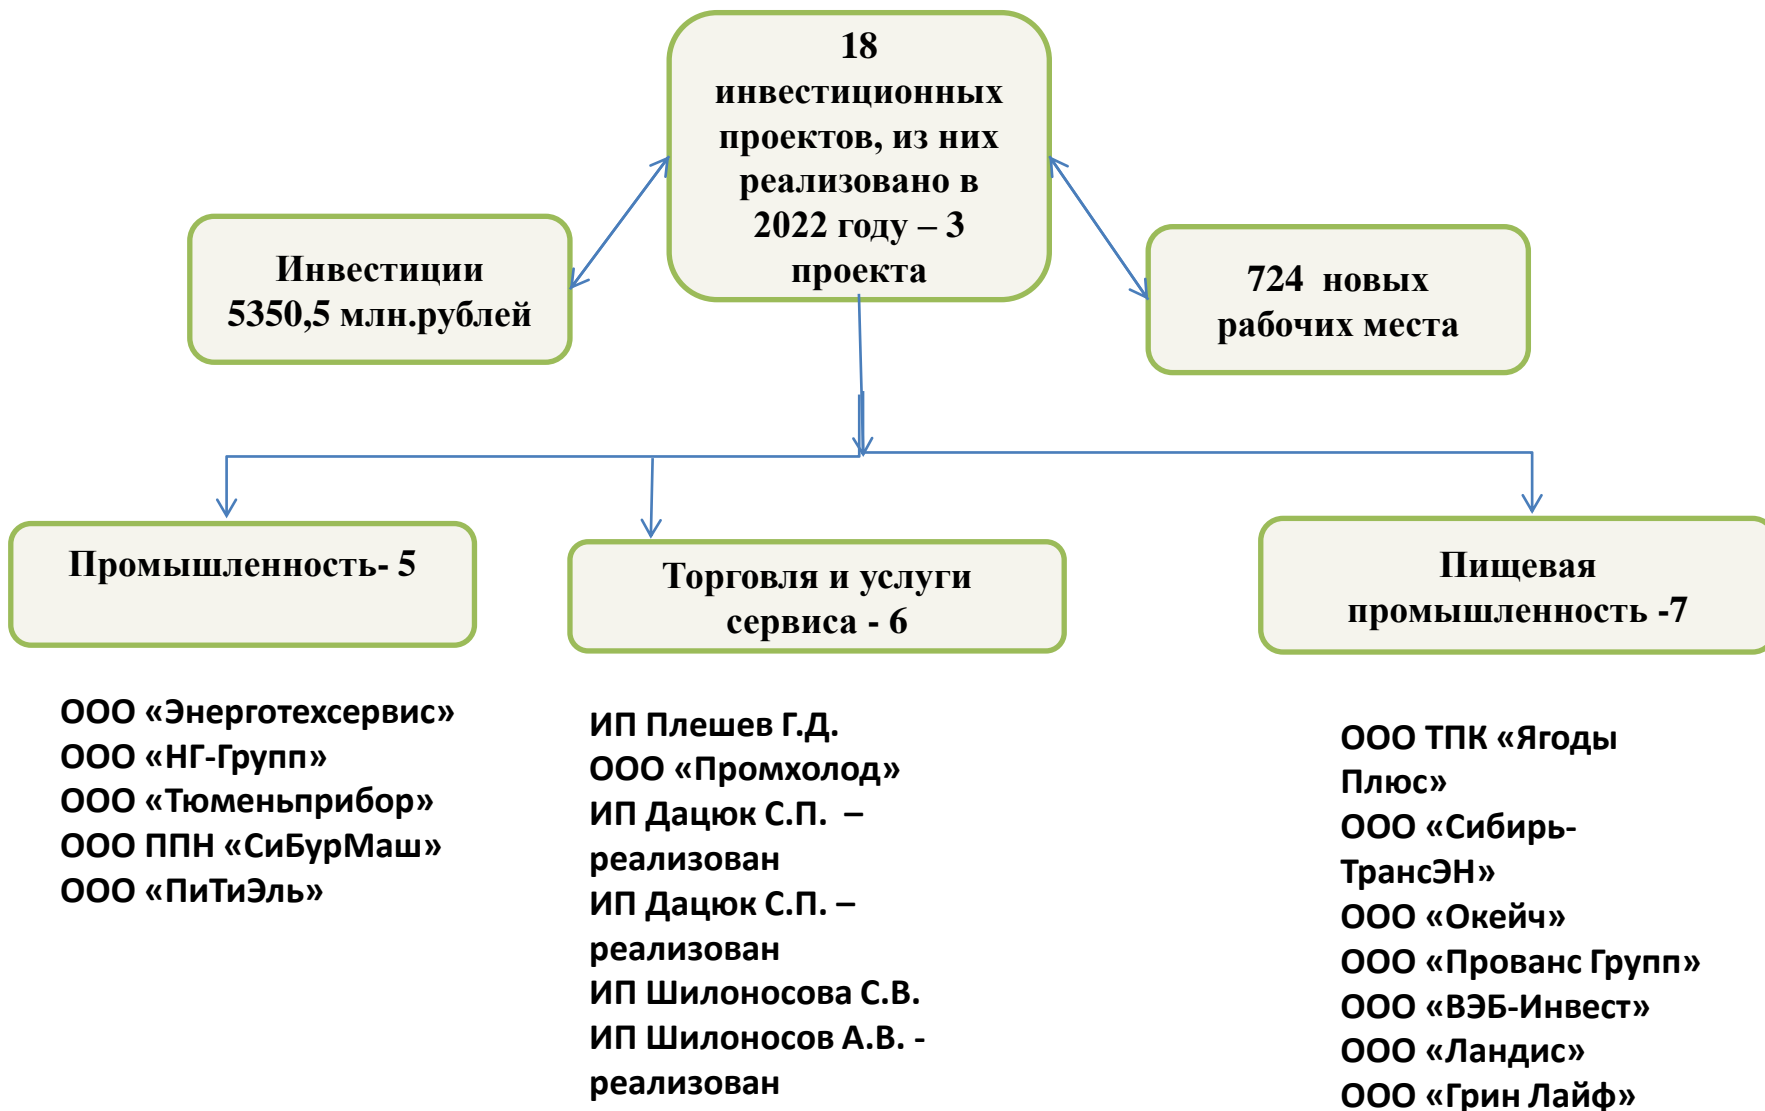 18
инвестиционных
проектов, из них
реализовано в
2022 году – 3
проекта
Инвестиции
5350,5 млн.рублей
724 новых
рабочих места
Промышленность- 5
Торговля и услуги
сервиса - 6
Пищевая
промышленность -7
ООО «Энерготехсервис»
ООО «НГ-Групп»
ООО «Тюменьприбор»
ООО ППН «СиБурМаш»
ООО «ПиТиЭль»
ИП Плешев Г.Д.
ООО «Промхолод»
ИП Дацюк С.П. –
реализован
ИП Дацюк С.П. –
реализован
ИП Шилоносова С.В.
ИП Шилоносов А.В. -
реализован
ООО ТПК «Ягоды
Плюс»
ООО «Сибирь-
ТрансЭН»
ООО «Окейч»
ООО «Прованс Групп»
ООО «ВЭБ-Инвест»
ООО «Ландис»
ООО «Грин Лайф»